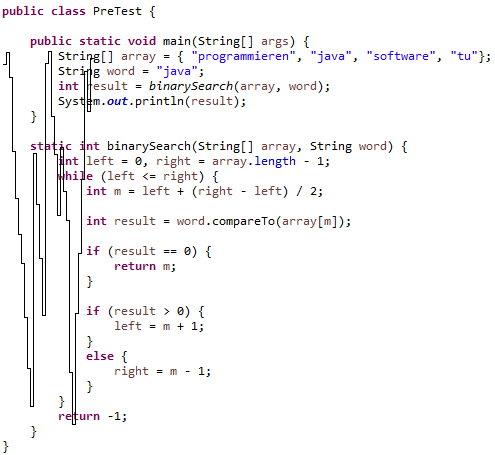 public class PreTest {
public static void main(String[] args) {
String[] array = { "programmieren", "java", "software", "tu"};
String word = "java";
int result = binarySearch(array, word);
System.out.println(result);
}
static int binarySearch(String[] array, String word) {
int left = 0, right = array.length - 1;
while (left <= right) {
int m = left + (right - left) / 2;
int result = word.compareTo(array[m]);
if (result == 0) {
return m;
}
if (result > 0) {
left = m + 1;
}
else {
right = m - 1;
}
}
return -1;
}
}